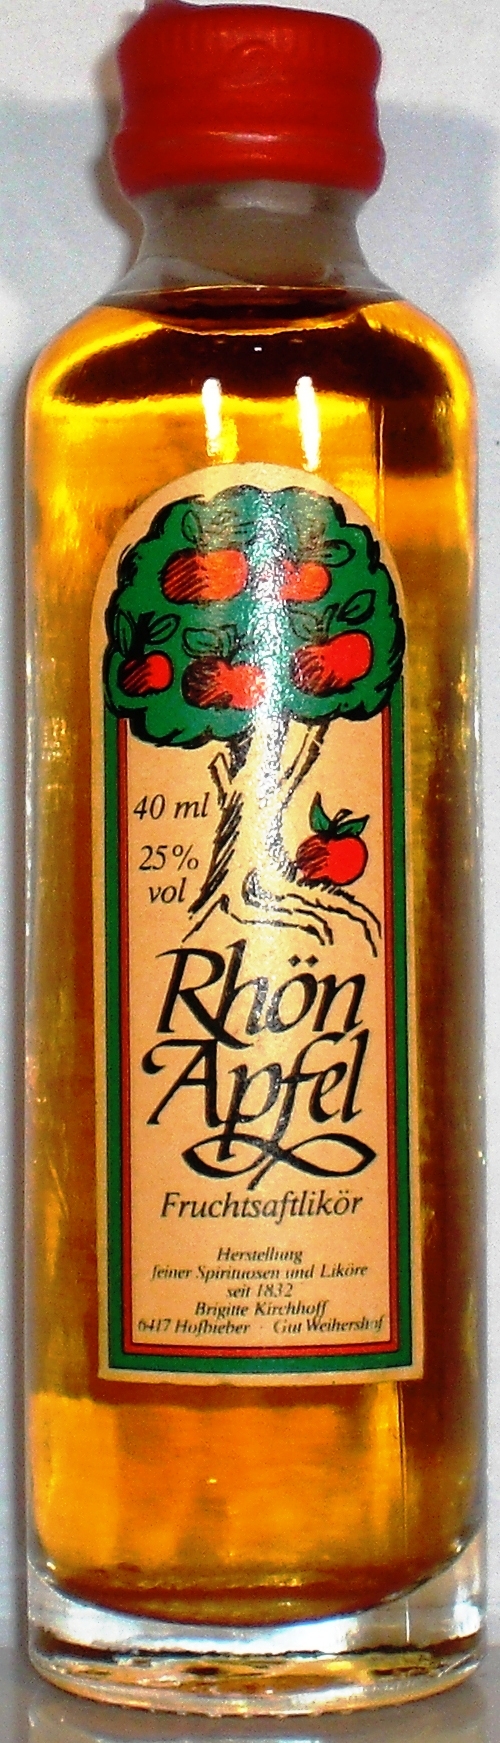 40 ml
25%
vol
Rhön
Apfel
Fruchtsaftlikör
Herstellung
feiner Spirituosen und Liköre
seit 1832
Brigitte Kirchhoff
6417 Hofbieber · Gut Weihershof